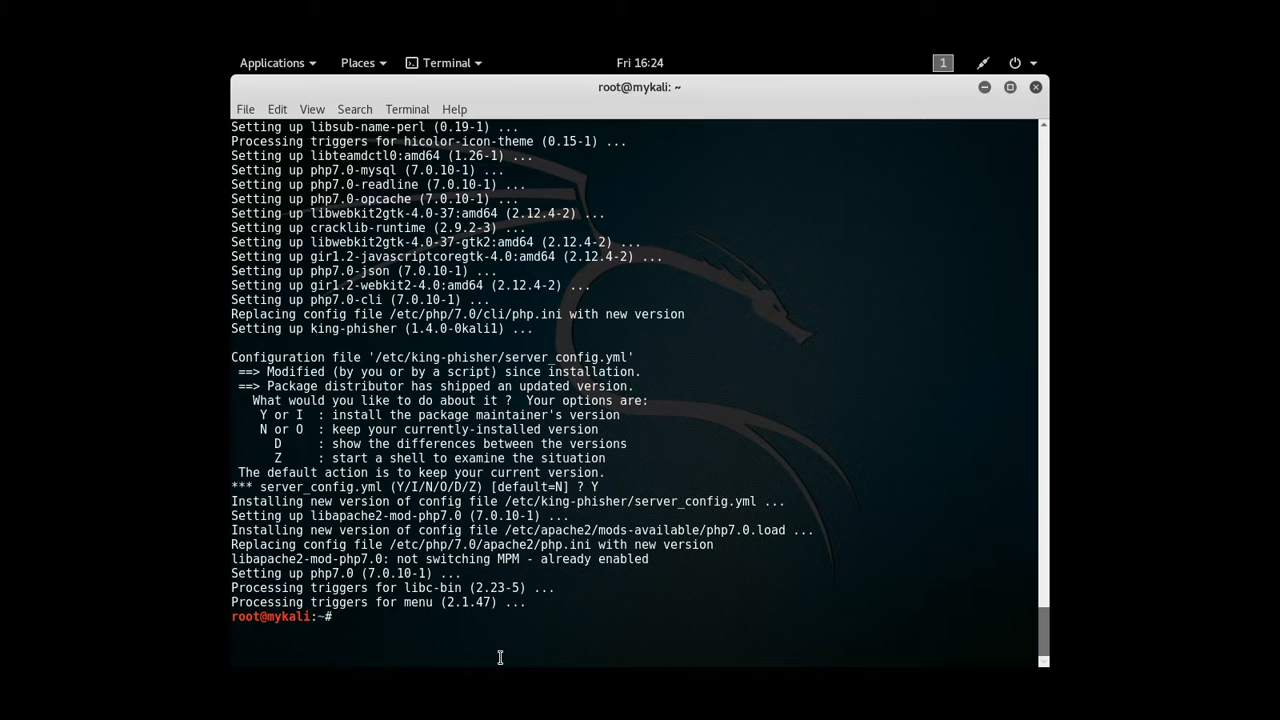 Applications Places Terminal Fri 16:24 1
root@mykali: ~
File Edit View Search Terminal Help
Setting up libsub-name-perl (0.19-1) ...
Processing triggers for hicolor-icon-theme (0.15-1) ...
Setting up libteamdctl0:amd64 (1.26-1) ...
Setting up php7.0-mysql (7.0.10-1) ...
Setting up php7.0-readline (7.0.10-1) ...
Setting up php7.0-opcache (7.0.10-1) ...
Setting up libwebkit2gtk-4.0-37:amd64 (2.12.4-2) ...
Setting up cracklib-runtime (2.9.2-3) ...
Setting up libwebkit2gtk-4.0-37-gtk2:amd64 (2.12.4-2) ...
Setting up gir1.2-javascriptcoregtk-4.0:amd64 (2.12.4-2) ...
Setting up php7.0-json (7.0.10-1) ...
Setting up gir1.2-webkit2-4.0:amd64 (2.12.4-2) ...
Setting up php7.0-cli (7.0.10-1) ...
Replacing config file /etc/php/7.0/cli/php.ini with new version
Setting up king-phisher (1.4.0-0kali1) ...
Configuration file '/etc/king-phisher/server_config.yml'
==> Modified (by you or by a script) since installation.
==> Package distributor has shipped an updated version.
What would you like to do about it ?  Your options are:
Y or I  : install the package maintainer's version
N or O  : keep your currently-installed version
D     : show the differences between the versions
Z     : start a shell to examine the situation
The default action is to keep your current version.
*** server_config.yml (Y/I/N/O/D/Z) [default=N] ? Y
Installing new version of config file /etc/king-phisher/server_config.yml ...
Setting up libapache2-mod-php7.0 (7.0.10-1) ...
Installing new version of config file /etc/apache2/mods-available/php7.0.load ...
Replacing config file /etc/php/7.0/apache2/php.ini with new version
libapache2-mod-php7.0: not switching MPM - already enabled
Setting up php7.0 (7.0.10-1) ...
Processing triggers for libc-bin (2.23-5) ...
Processing triggers for menu (2.1.47) ...
root@mykali:~#